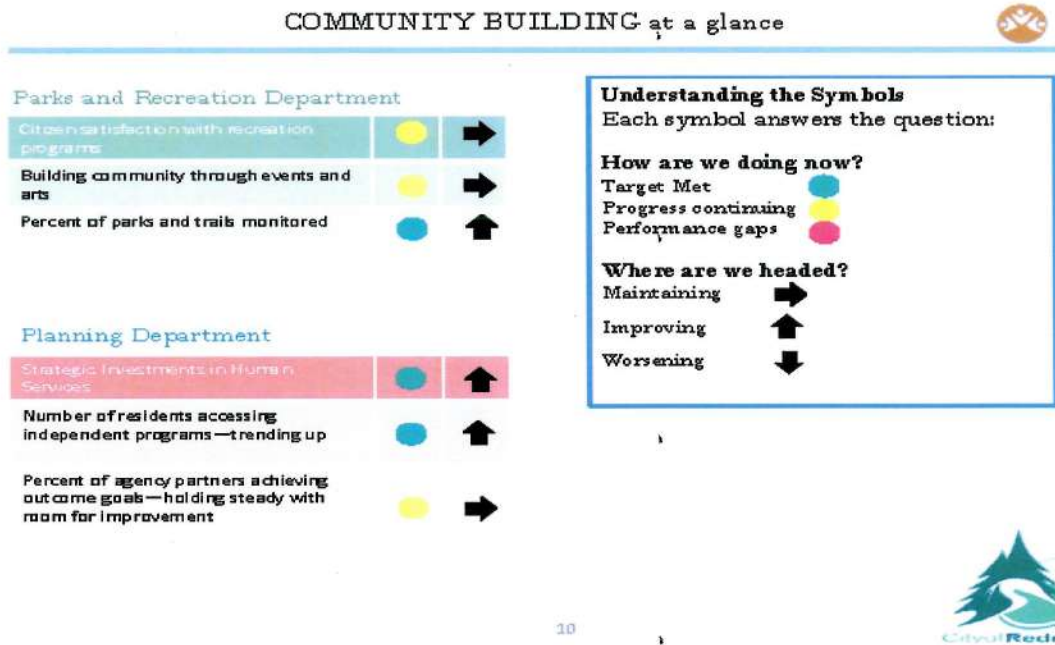 COMMUNITY BUILDING at a glance
Parks and Recreation Department
Citizen satisfaction with recreation
programs
Building community through events and
arts
Percent of parks and trails monitored
Planning Department
Strategic Investments in Human
Services
Number of residents accessing
independent programs—trending up
Percent of agency partners achieving
outcome goals—holding steady with
room for improvement
Understanding the Symbols
Each symbol answers the question:
How are we doing now?
Target Met
Progress continuing
Performance gaps
Where are we headed?
Maintaining
Improving
Worsening
10
City of Redm